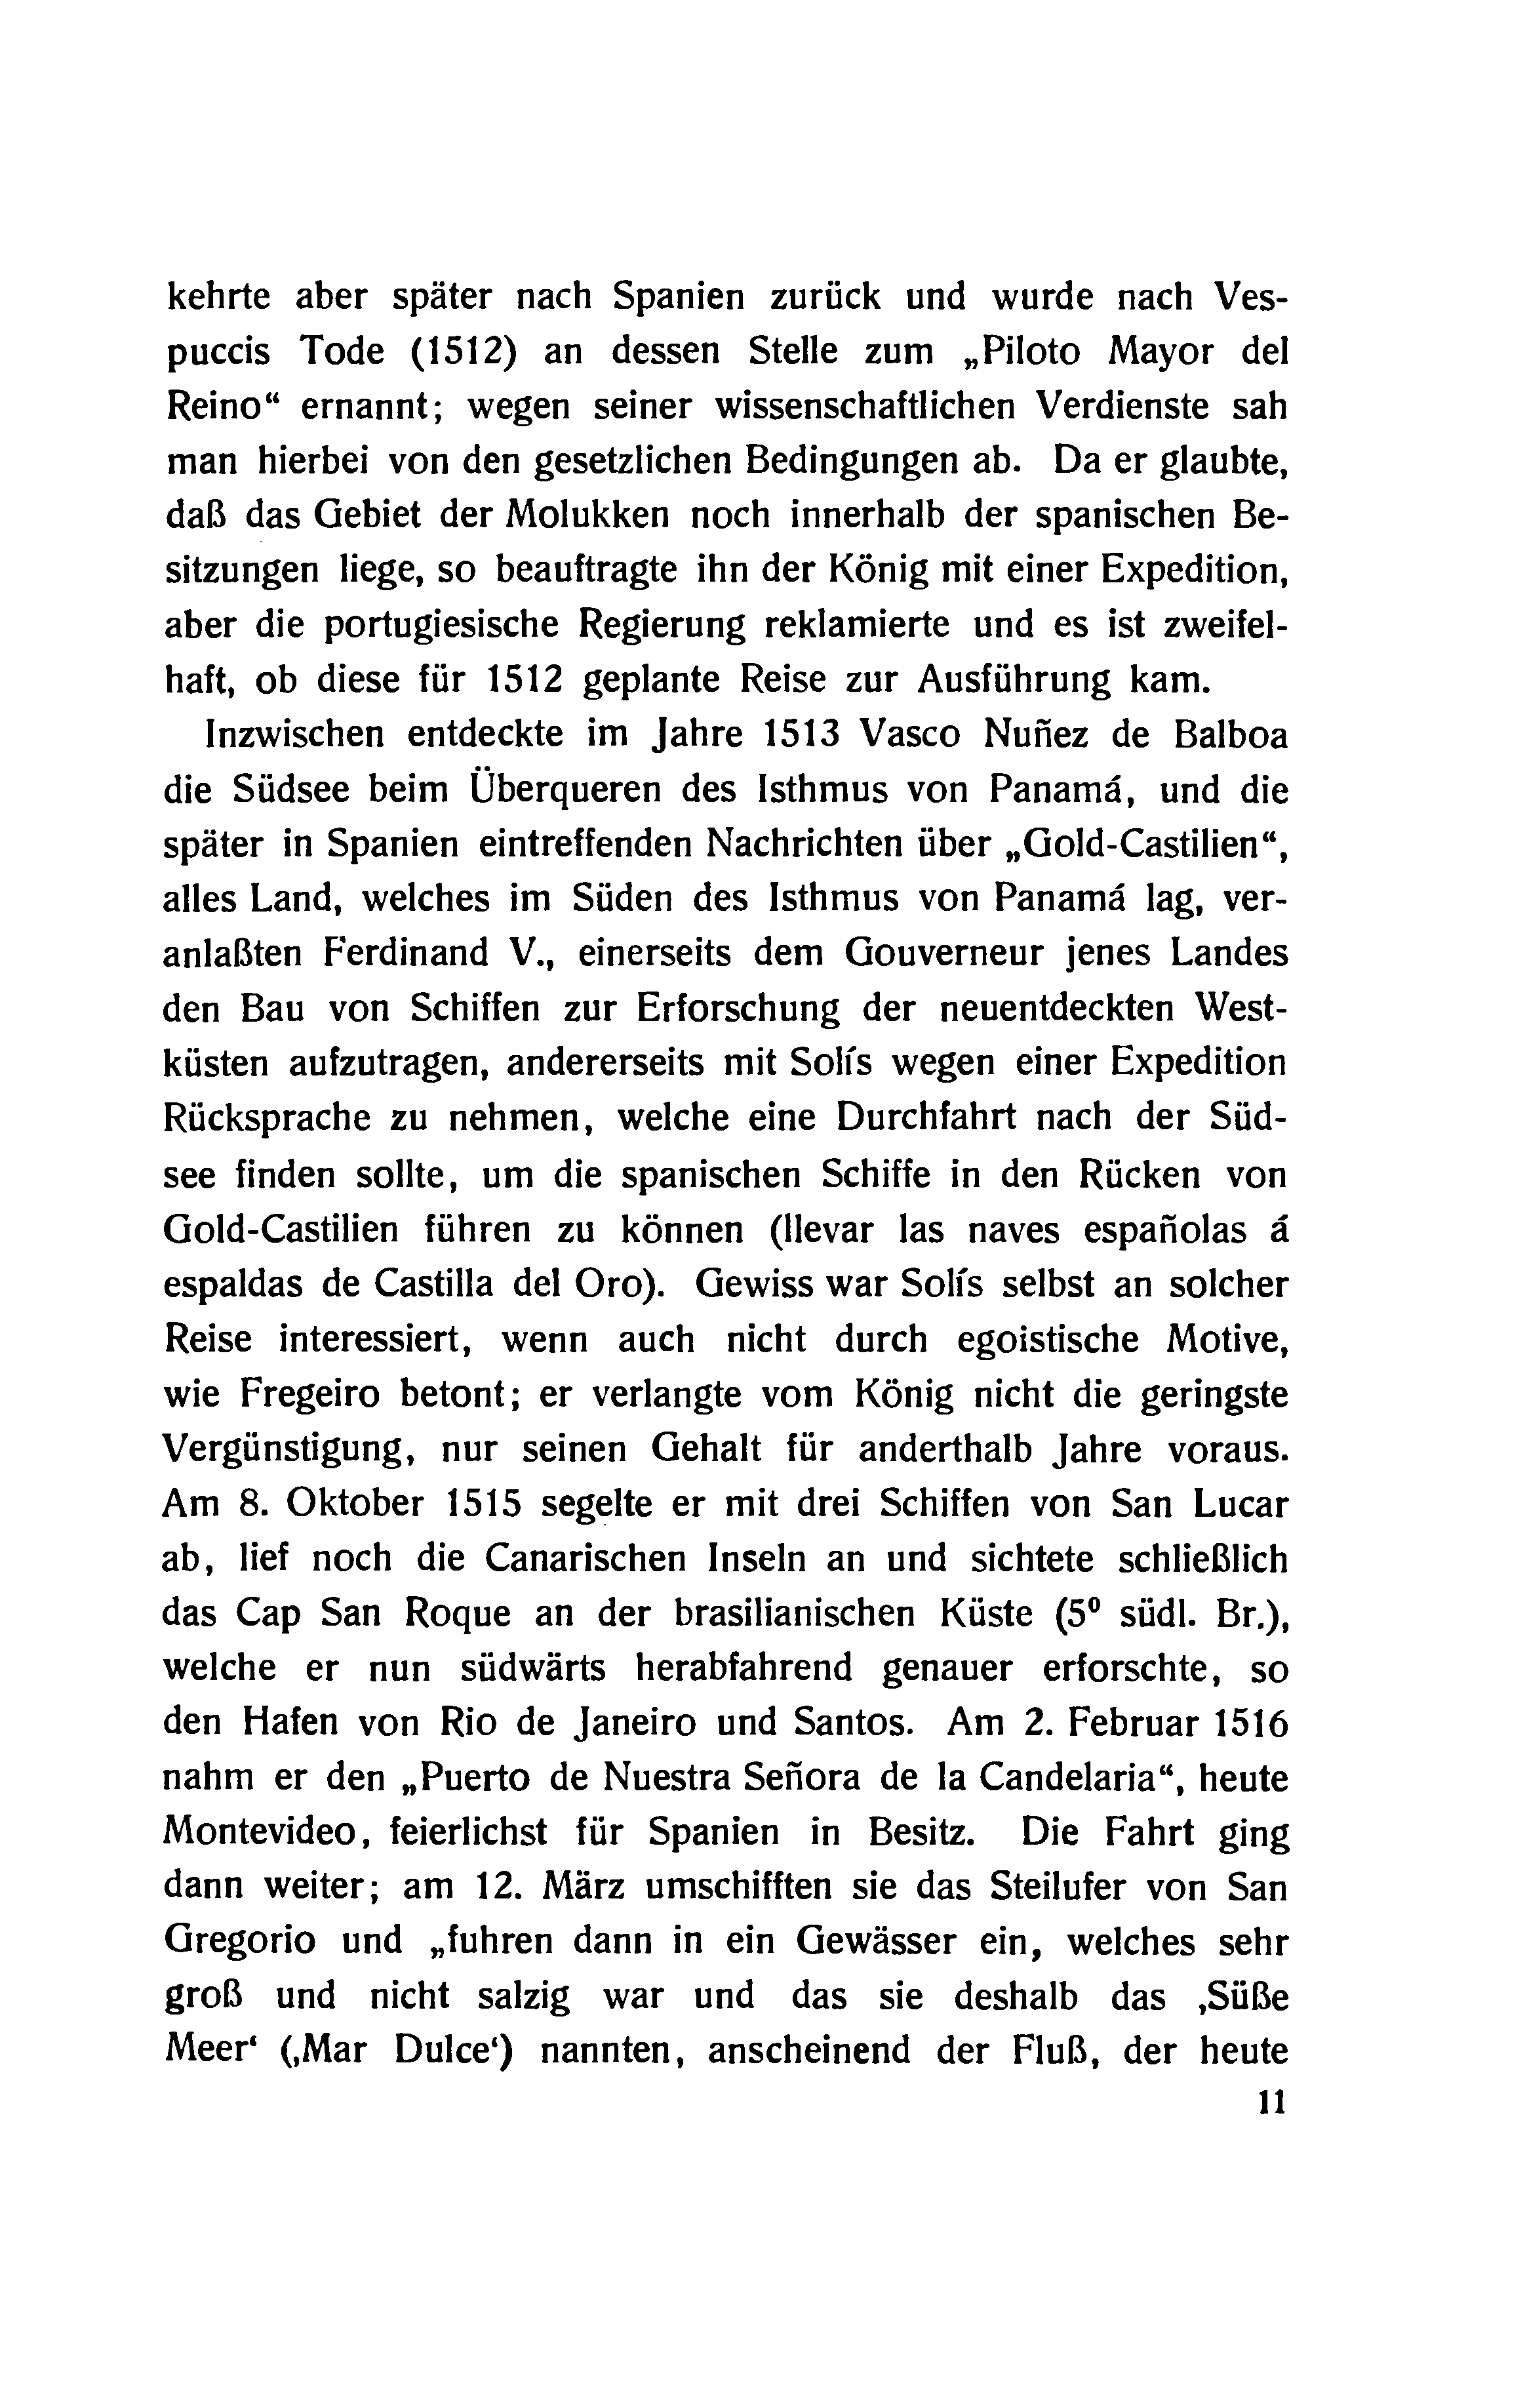 kehrte aber später nach Spanien zurück und wurde nach Ves-
puccis Tode (1512) an dessen Stelle zum „Piloto Mayor del
Reino“ ernannt; wegen seiner wissenschaftlichen Verdienste sah
man hierbei von den gesetzlichen Bedingungen ab. Da er glaubte,
daß das Gebiet der Molukken noch innerhalb der spanischen Be-
sitzungen liege, so beauftragte ihn der König mit einer Expedition,
aber die portugiesische Regierung reklamierte und es ist zweifel-
haft, ob diese für 1512 geplante Reise zur Ausführung kam.
Inzwischen entdeckte im Jahre 1513 Vasco Nuñez de Balboa
die Südsee beim Überqueren des Isthmus von Panamá, und die
später in Spanien eintreffenden Nachrichten über „Gold-Castilien“,
alles Land, welches im Süden des Isthmus von Panamá lag, ver-
anlaßten Ferdinand V., einerseits dem Gouverneur jenes Landes
den Bau von Schiffen zur Erforschung der neuentdeckten West-
küsten aufzutragen, andererseits mit Solís wegen einer Expedition
Rücksprache zu nehmen, welche eine Durchfahrt nach der Süd-
see finden sollte, um die spanischen Schiffe in den Rücken von
Gold-Castilien führen zu können (llevar las naves españolas á
espaldas de Castilla del Oro). Gewiss war Solís selbst an solcher
Reise interessiert, wenn auch nicht durch egoistische Motive,
wie Fregeiro betont; er verlangte vom König nicht die geringste
Vergünstigung, nur seinen Gehalt für anderthalb Jahre voraus.
Am 8. Oktober 1515 segelte er mit drei Schiffen von San Lucar
ab, lief noch die Canarischen Inseln an und sichtete schließlich
das Cap San Roque an der brasilianischen Küste (5⁰ südl. Br.),
welche er nun südwärts herabfahrend genauer erforschte, so
den Hafen von Rio de Janeiro und Santos. Am 2. Februar 1516
nahm er den „Puerto de Nuestra Señora de la Candelaria“, heute
Montevideo, feierlichst für Spanien in Besitz. Die Fahrt ging
dann weiter; am 12. März umschifften sie das Steilufer von San
Gregorio und „fuhren dann in ein Gewässer ein, welches sehr
groß und nicht salzig war und das sie deshalb das ‚Süße
Meer‘ (‚Mar Dulce‘) nannten, anscheinend der Fluß, der heute
11